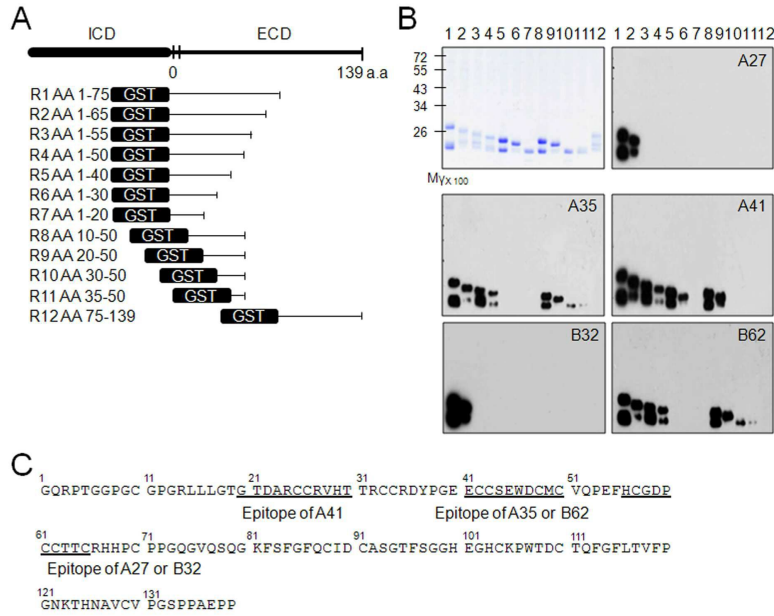 A
ICD ECD
0 139 a.a
R1 AA 1-75 GST
R2 AA 1-65 GST
R3 AA 1-55 GST
R4 AA 1-50 GST
R5 AA 1-40 GST
R6 AA 1-30 GST
R7 AA 1-20 GST
R8 AA 10-50 GST
R9 AA 20-50 GST
R10 AA 30-50 GST
R11 AA 35-50 GST
R12 AA 75-139 GST
B
1 2 3 4 5 6 7 8 9 10 11 12 1 2 3 4 5 6 7 8 9 10 11 12
72
55
43
34
26
Mγχ 100
A27
A35
A41
B32
B62
C
1 11 21 31 41 51
GQRPTGGPGC GPGRLLLGTG TDARCCRVHT TRCCRDYPGE ECCSEWDCMC VQPEFHCGDP
Epitope of A41 Epitope of A35 or B62
61 71 81 91 101 111
CCTTCRHHPC PPGQGVQSQG KFSFGFQCID CASGTFSGGH EGHCKPWTDC TQFGFLTVFP
Epitope of A27 or B32
121 131
GNKTHNAVCV PGSPPAEPP